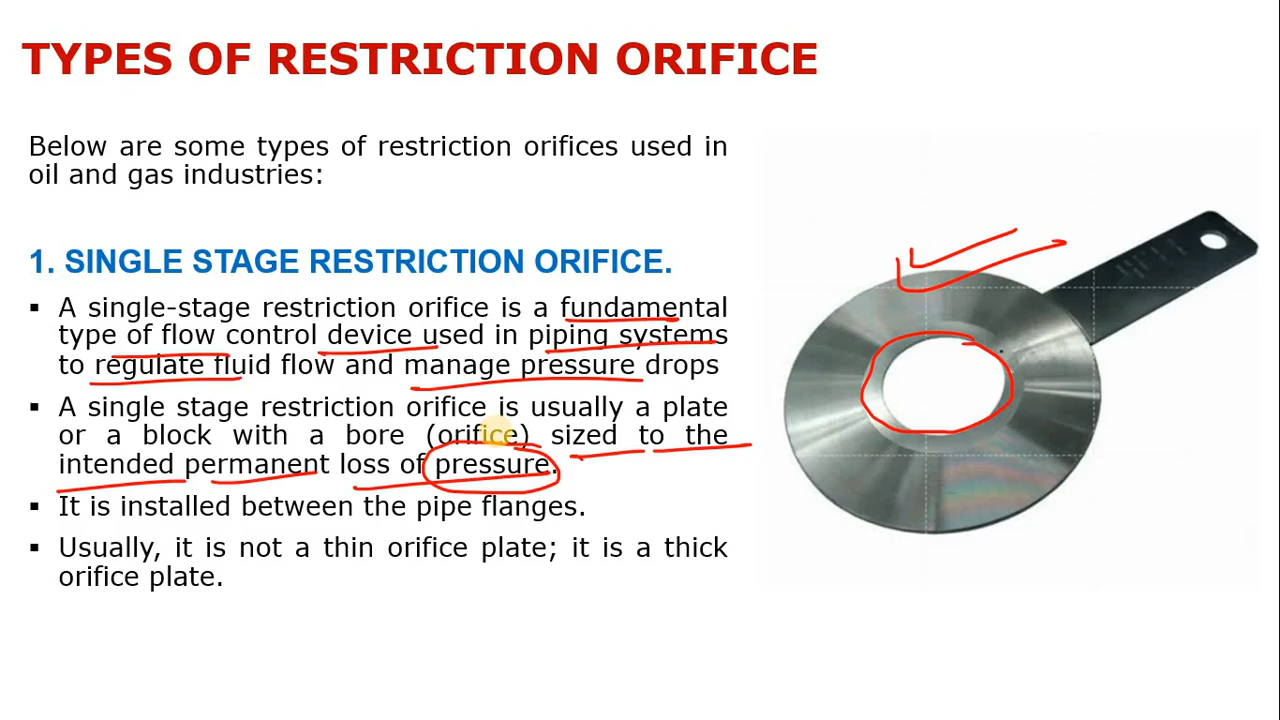 TYPES OF RESTRICTION ORIFICE
Below are some types of restriction orifices used in
oil and gas industries:
1. SINGLE STAGE RESTRICTION ORIFICE.
▪ A single-stage restriction orifice is a fundamental
type of flow control device used in piping systems
to regulate fluid flow and manage pressure drops
▪ A single stage restriction orifice is usually a plate
or a block with a bore (orifice) sized to the
intended permanent loss of pressure.
▪ It is installed between the pipe flanges.
▪ Usually, it is not a thin orifice plate; it is a thick
orifice plate.